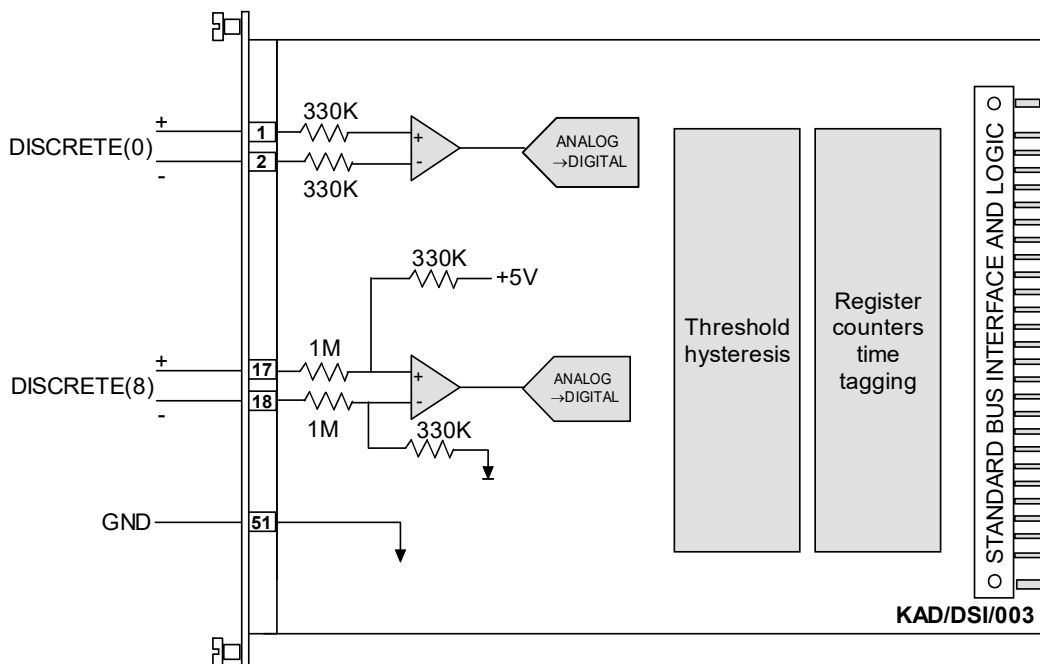 330K
+
DISCRETE(0)
-
1
2
+
-
330K
ANALOG
→DIGITAL
330K
+5V
+
DISCRETE(8)
-
17
18
1M
1M
+
-
330K
ANALOG
→DIGITAL
GND
51
Threshold
hysteresis
Register
counters
time
tagging
STANDARD BUS INTERFACE AND LOGIC
KAD/DSI/003